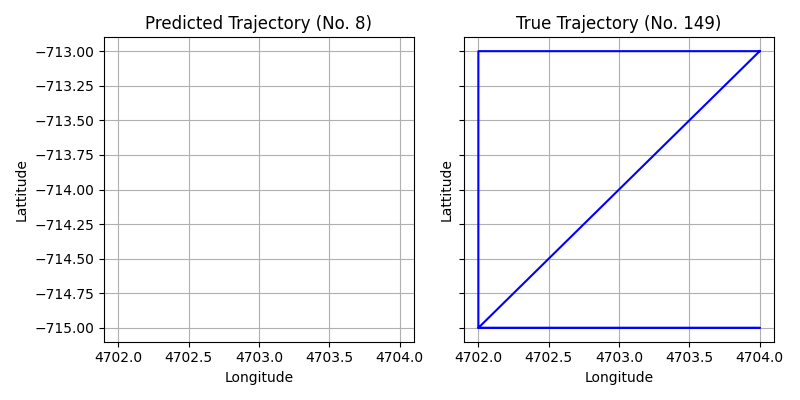 Predicted Trajectory (No. 8)
True Trajectory (No. 149)
−713.00
−713.25
−713.50
−713.75
−714.00
−714.25
−714.50
−714.75
−715.00
Lattitude
Lattitude
4702.0 4702.5 4703.0 4703.5 4704.0
4702.0 4702.5 4703.0 4703.5 4704.0
Longitude
Longitude